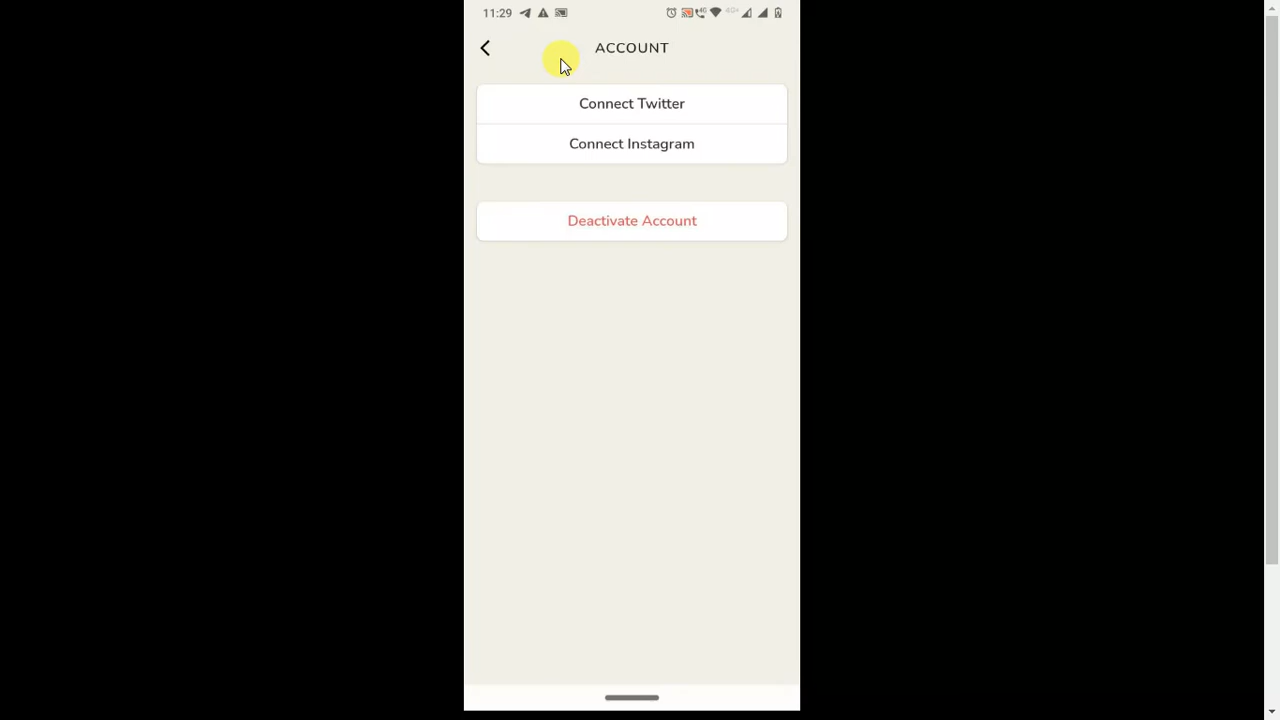 11:29
ACCOUNT
Connect Twitter
Connect Instagram
Deactivate Account